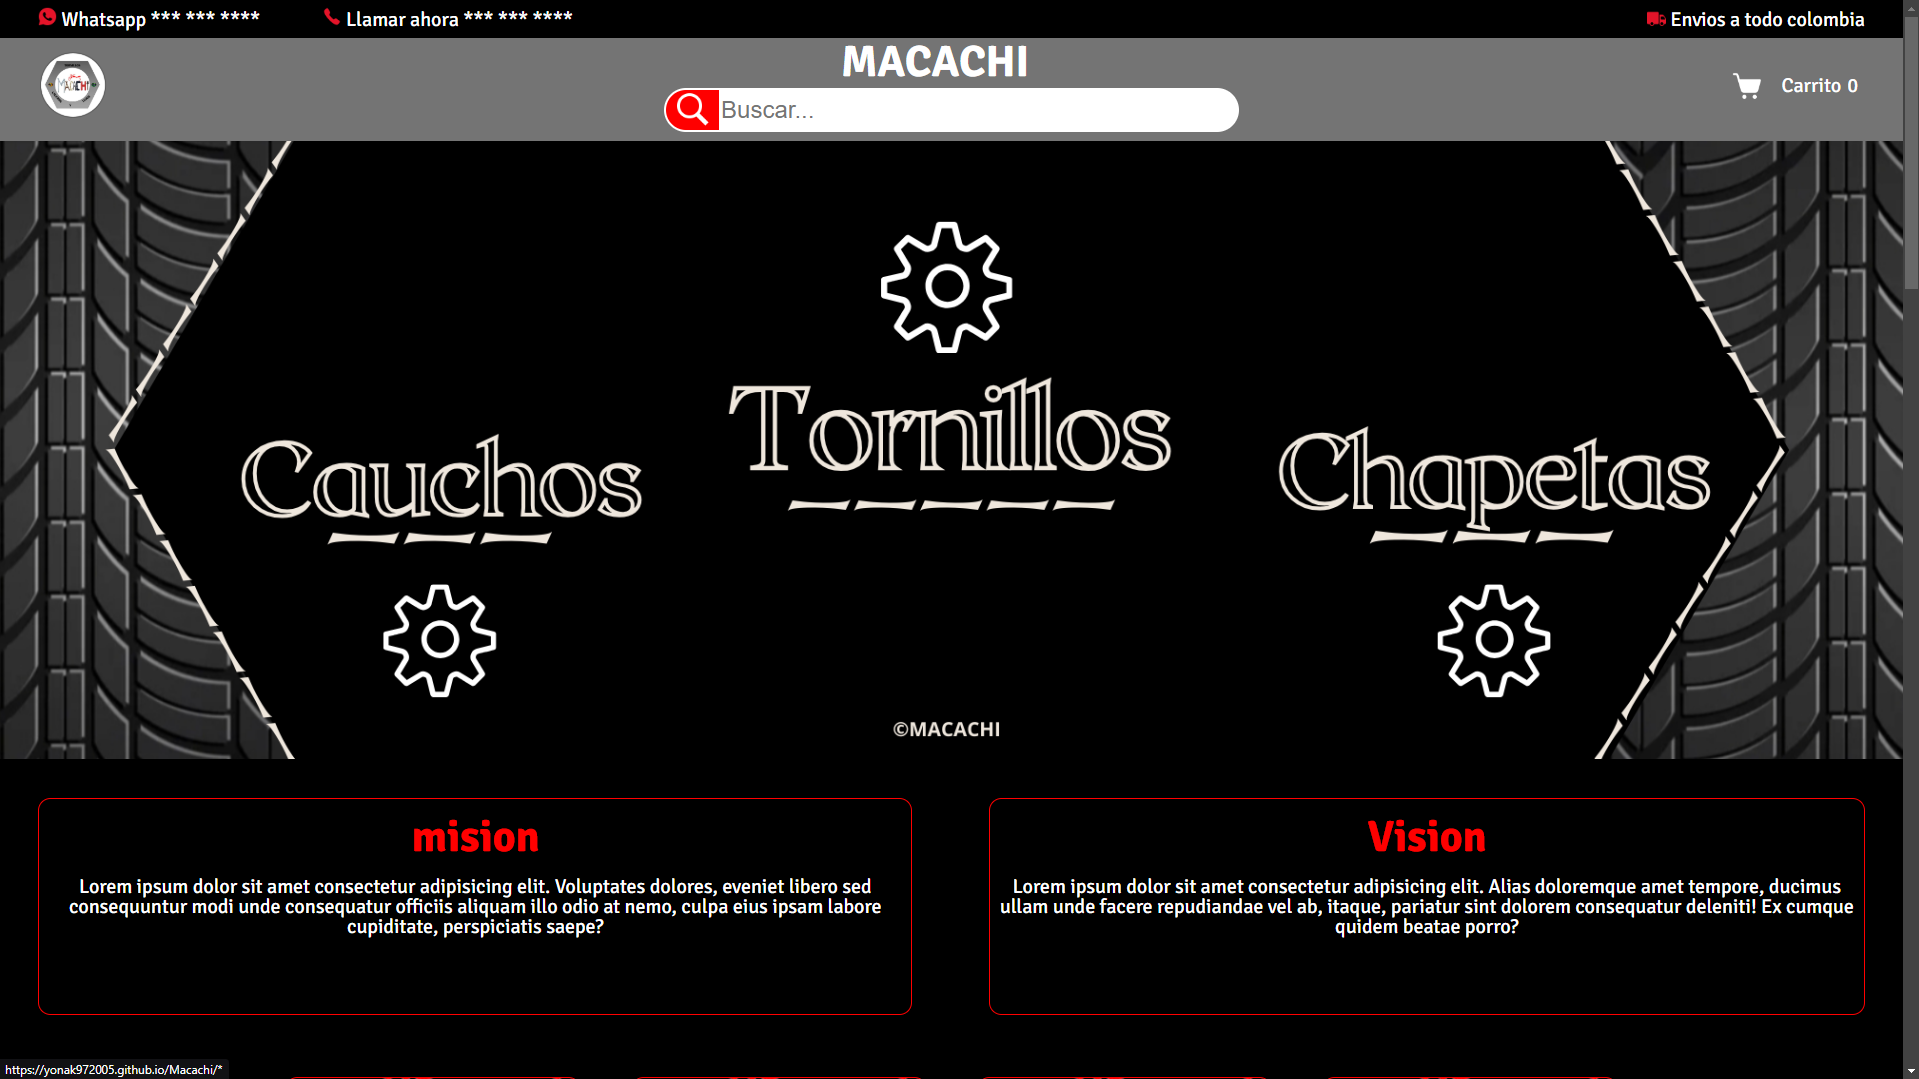 Whatsapp *** *** ****
Llamar ahora *** *** ****
Envios a todo colombia
MACACHI
MACACHI
Buscar...
Carrito 0
Tornillos
Cauchos
Chapetas
©MACACHI
mision
Lorem ipsum dolor sit amet consectetur adipisicing elit. Voluptates dolores, eveniet libero sed
consequuntur modi unde consequatur officiis aliquam illo odio at nemo, culpa eius ipsam labore
cupiditate, perspiciatis saepe?
Vision
Lorem ipsum dolor sit amet consectetur adipisicing elit. Alias doloremque amet tempore, ducimus
ullam unde facere repudiandae vel ab, itaque, pariatur sint dolorem consequatur deleniti! Ex cumque
quidem beatae porro?
https://yonak972005.github.io/Macachi/*